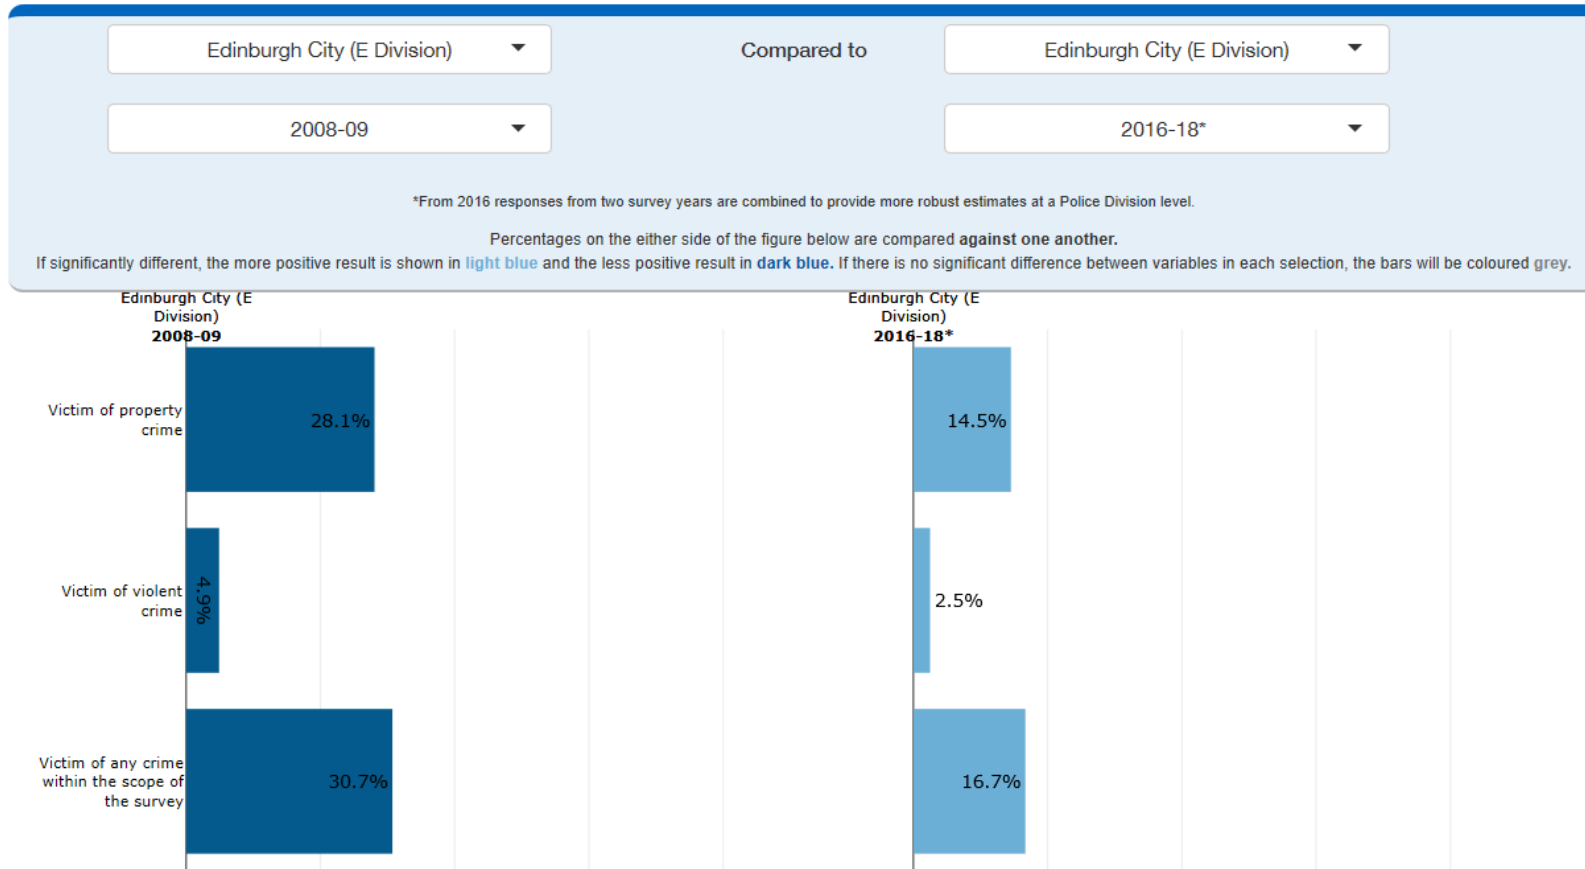 Edinburgh City (E Division)
Compared to
Edinburgh City (E Division)
2008-09
2016-18*
*From 2016 responses from two survey years are combined to provide more robust estimates at a Police Division level.
Percentages on the either side of the figure below are compared against one another.
If significantly different, the more positive result is shown in light blue and the less positive result in dark blue. If there is no significant difference between variables in each selection, the bars will be coloured grey.
Edinburgh City (E
Division)
2008-09
Edinburgh City (E
Division)
2016-18*
Victim of property
crime
28.1%
14.5%
Victim of violent
crime
4.9%
2.5%
Victim of any crime
within the scope of
the survey
30.7%
16.7%